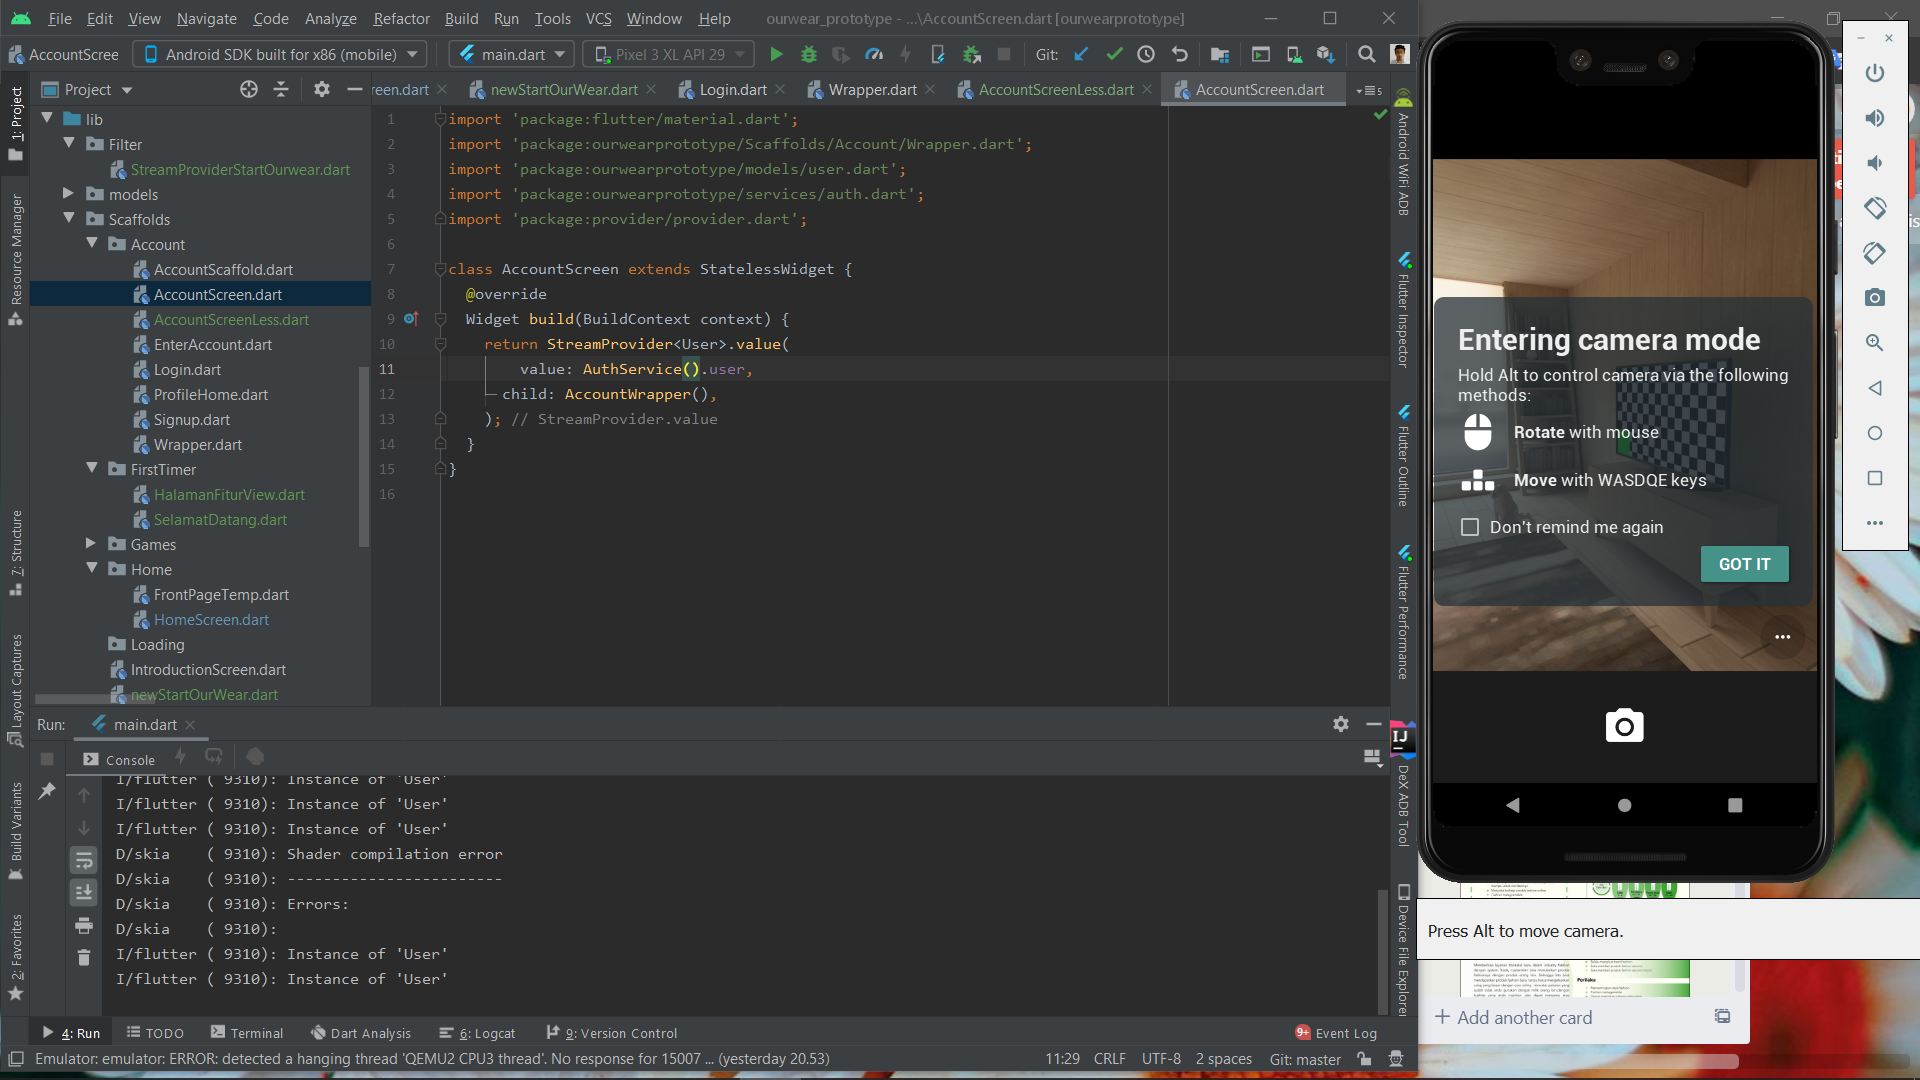 File Edit View Navigate Code Analyze Refactor Build Run Tools VCS Window Help ourwear_prototype - ...\AccountScreen.dart [ourwearprototype]
AccountScree Android SDK built for x86 (mobile) main.dart Pixel 3 XL API 29 Git:
Project een.dart newStartOurWear.dart Login.dart Wrapper.dart AccountScreenLess.dart AccountScreen.dart 5
1: Project
Resource Manager
7: Structure
Layout Captures
Build Variants
2: Favorites
lib
Filter
StreamProviderStartOurwear.dart
models
Scaffolds
Account
AccountScaffold.dart
AccountScreen.dart
AccountScreenLess.dart
EnterAccount.dart
Login.dart
ProfileHome.dart
Signup.dart
Wrapper.dart
FirstTimer
HalamanFiturView.dart
SelamatDatang.dart
Games
Home
FrontPageTemp.dart
HomeScreen.dart
Loading
IntroductionScreen.dart
newStartOurWear.dart
1 import 'package:flutter/material.dart';
2 import 'package:ourwearprototype/Scaffolds/Account/Wrapper.dart';
3 import 'package:ourwearprototype/models/user.dart';
4 import 'package:ourwearprototype/services/auth.dart';
5 import 'package:provider/provider.dart';
6
7 class AccountScreen extends StatelessWidget {
8 @override
9 Widget build(BuildContext context) {
10 return StreamProvider<User>.value(
11 value: AuthService().user,
12 child: AccountWrapper(),
13 ); // StreamProvider.value
14 }
15 }
16
Android WiFi ADB
Flutter Inspector
Flutter Outline
Flutter Performance
IJ
DeX ADB Tool
Device File Explorer
Run: main.dart
Console
I/flutter ( 9310): Instance of 'User'
I/flutter ( 9310): Instance of 'User'
I/flutter ( 9310): Instance of 'User'
D/skia ( 9310): Shader compilation error
D/skia ( 9310): ------------------------
D/skia ( 9310): Errors:
D/skia ( 9310):
I/flutter ( 9310): Instance of 'User'
I/flutter ( 9310): Instance of 'User'
4: Run TODO Terminal Dart Analysis 6: Logcat 9: Version Control 9+ Event Log
Emulator: emulator: ERROR: detected a hanging thread 'QEMU2 CPU3 thread'. No response for 15007 ... (yesterday 20.53) 11:29 CRLF UTF-8 2 spaces Git: master
Entering camera mode
Hold Alt to control camera via the following
methods:
Rotate with mouse
Move with WASDQE keys
Don't remind me again
GOT IT
Press Alt to move camera.
Perilaku
Add another card